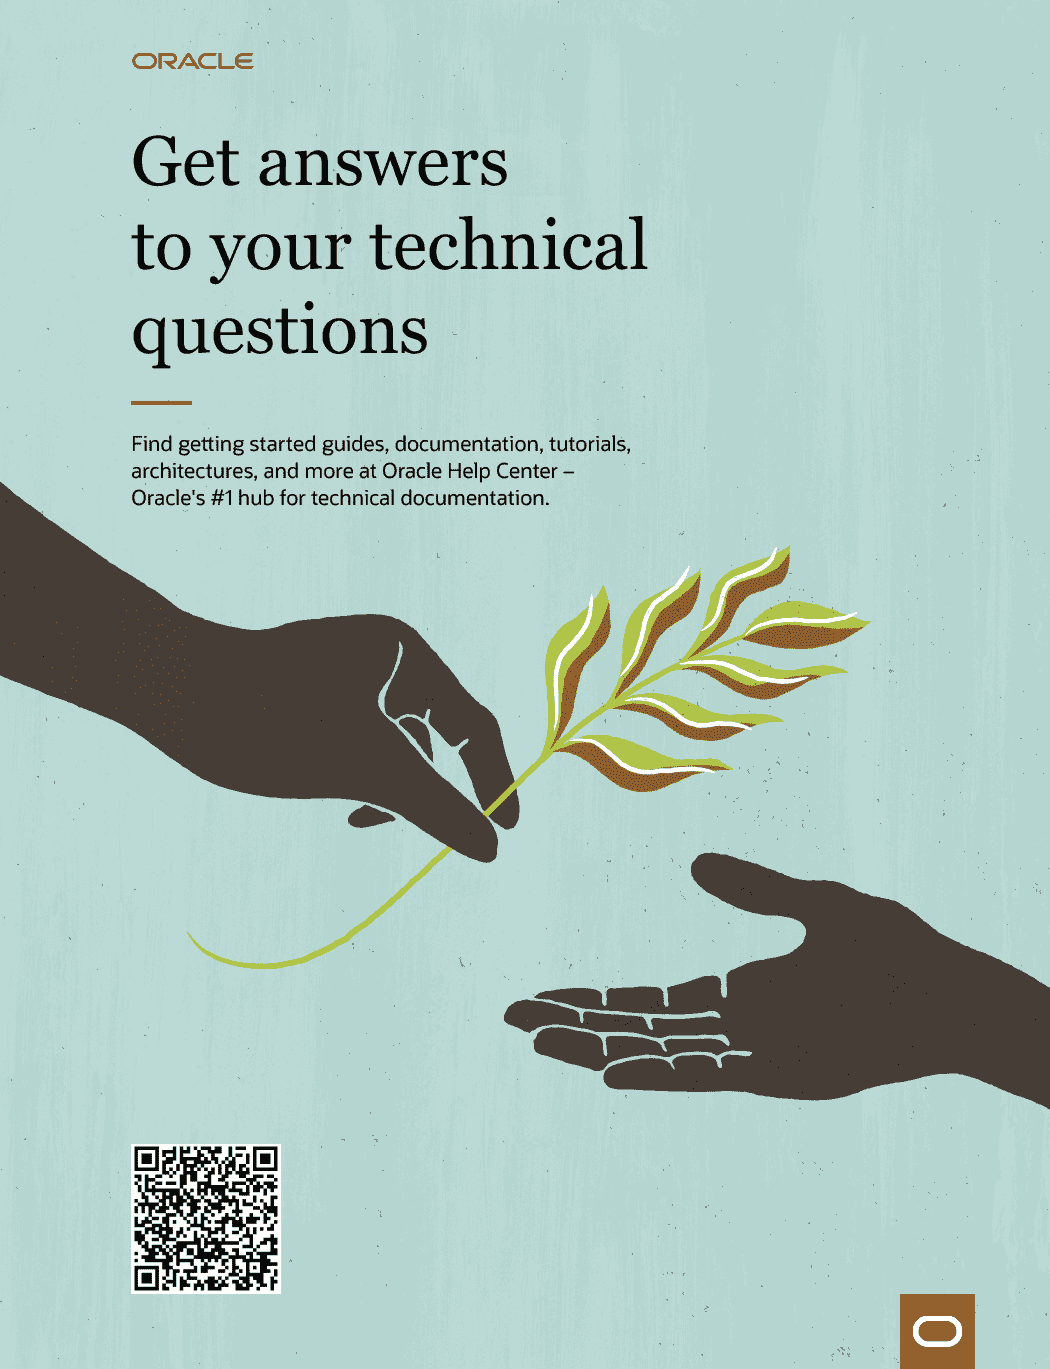 ORACLE
Get answers
to your technical
questions
Find getting started guides, documentation, tutorials,
architectures, and more at Oracle Help Center –
Oracle's #1 hub for technical documentation.